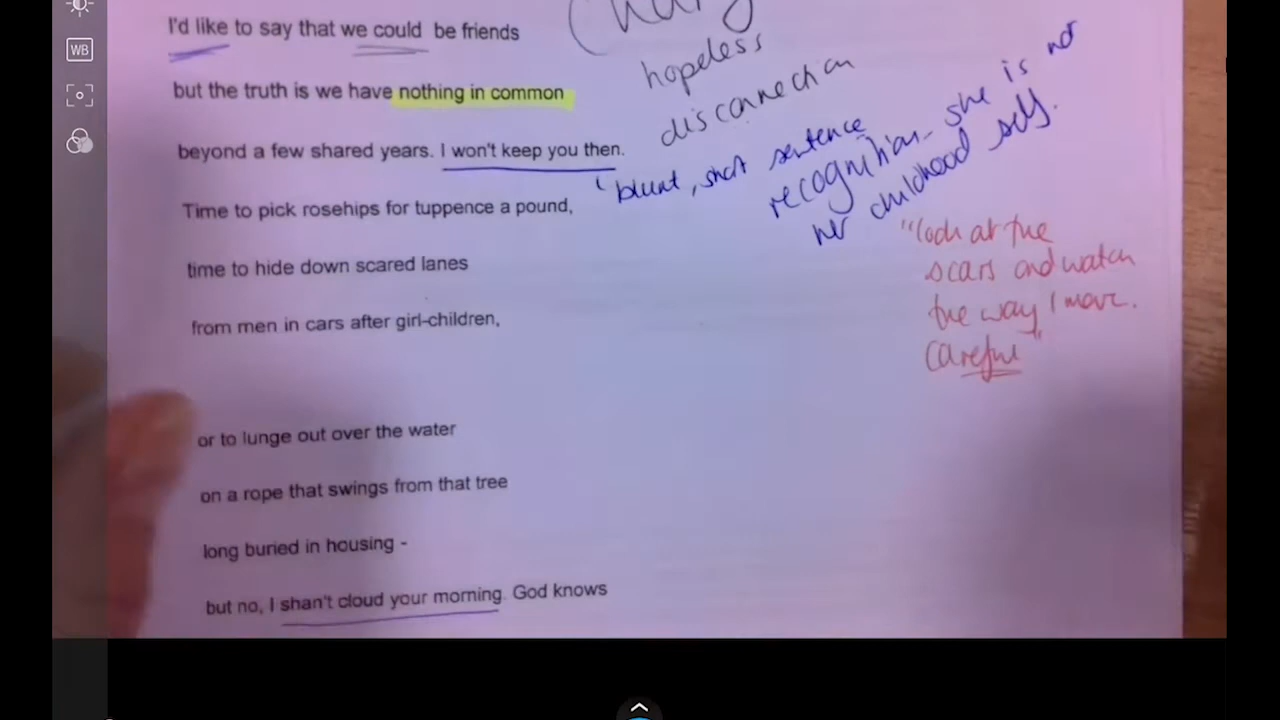 WB
I'd like to say that we could be friends
but the truth is we have nothing in common
beyond a few shared years. I won't keep you then.
Time to pick rosehips for tuppence a pound,
time to hide down scared lanes
from men in cars after girl-children,
or to lunge out over the water
on a rope that swings from that tree
long buried in housing -
but no, I shan't cloud your morning. God knows
hopeless
disconnection
blunt, short sentence
recognition - she is not
her childhood self.
"look at the
scars and watch
the way I move.
careful"